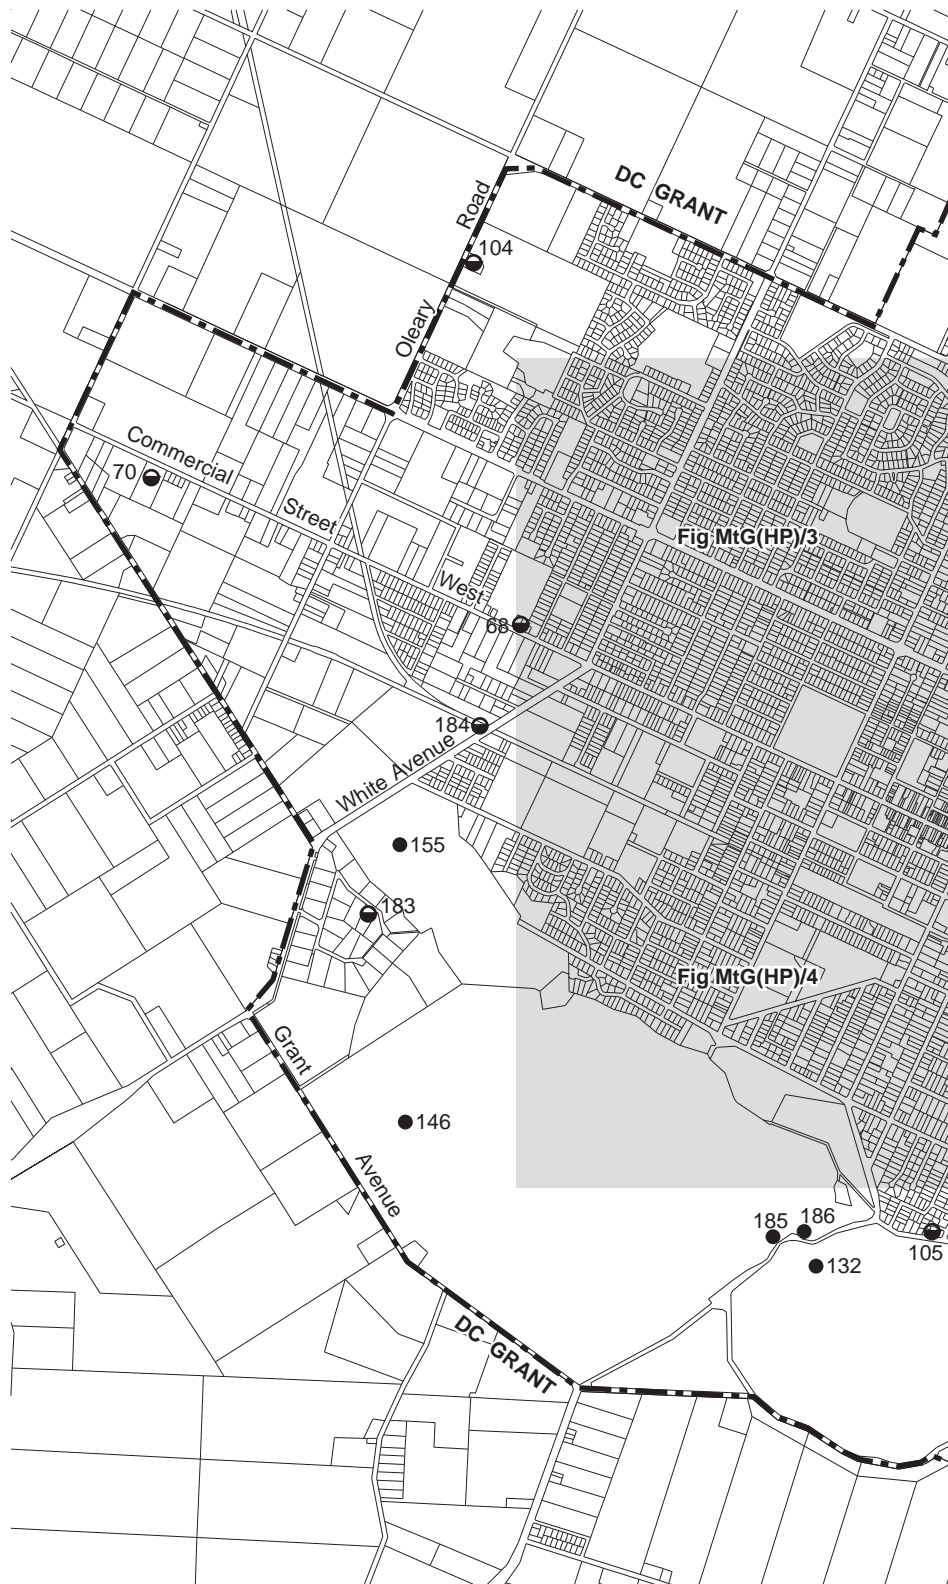 DC GRANT
Road
104
Oleary
Commercial
70
Street
Fig MtG(HP)/3
West
68
184
White Avenue
155
183
Fig MtG(HP)/4
Grant
146
Avenue
185
186
105
132
DC GRANT